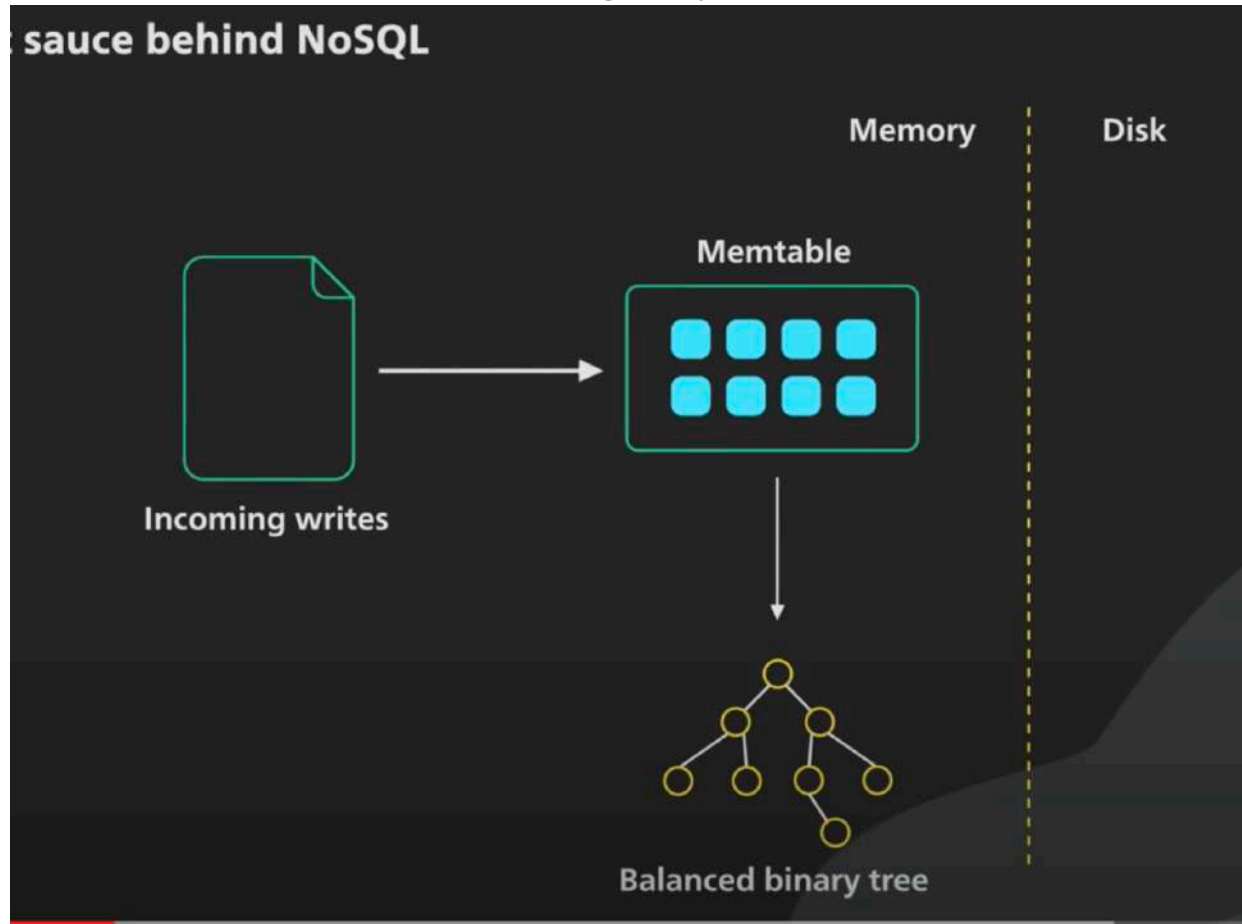 : sauce behind NoSQL
Memory
Disk
Memtable
Incoming writes
Balanced binary tree